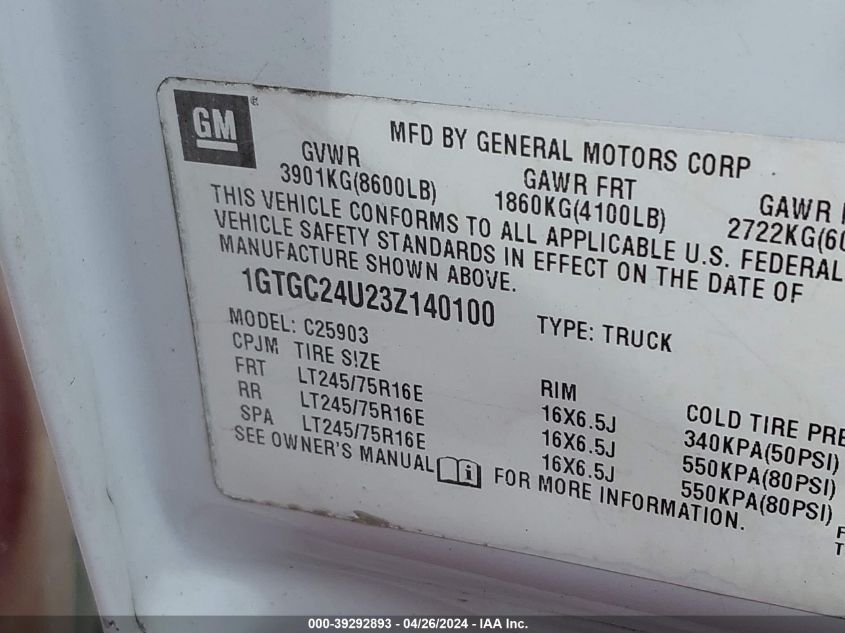 GM ®
MFD BY GENERAL MOTORS CORP
GVWR GAWR FRT GAWR
3901KG(8600LB) 1860KG(4100LB) 2722KG(60
THIS VEHICLE CONFORMS TO ALL APPLICABLE U.S. FEDERAL
VEHICLE SAFETY STANDARDS IN EFFECT ON THE DATE OF
MANUFACTURE SHOWN ABOVE.
1GTGC24U23Z140100 TYPE: TRUCK
MODEL: C25903
CPJM TIRE SIZE RIM COLD TIRE PRE
FRT LT245/75R16E 16X6.5J 340KPA(50PSI)
RR LT245/75R16E 16X6.5J 550KPA(80PSI)
SPA LT245/75R16E 16X6.5J 550KPA(80PSI)
SEE OWNER'S MANUAL i FOR MORE INFORMATION.
F
T
000-39292893 - 04/26/2024 - IAA Inc.